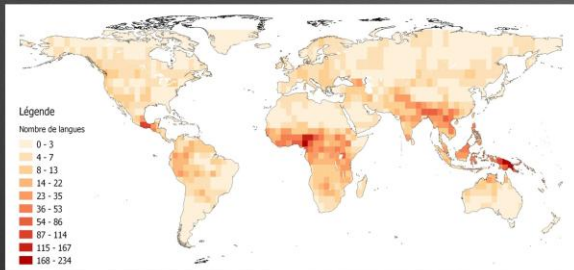 Légende
Nombre de langues
0 - 3
4 - 7
8 - 13
14 - 22
23 - 35
36 - 53
54 - 86
87 - 114
115 - 167
168 - 234